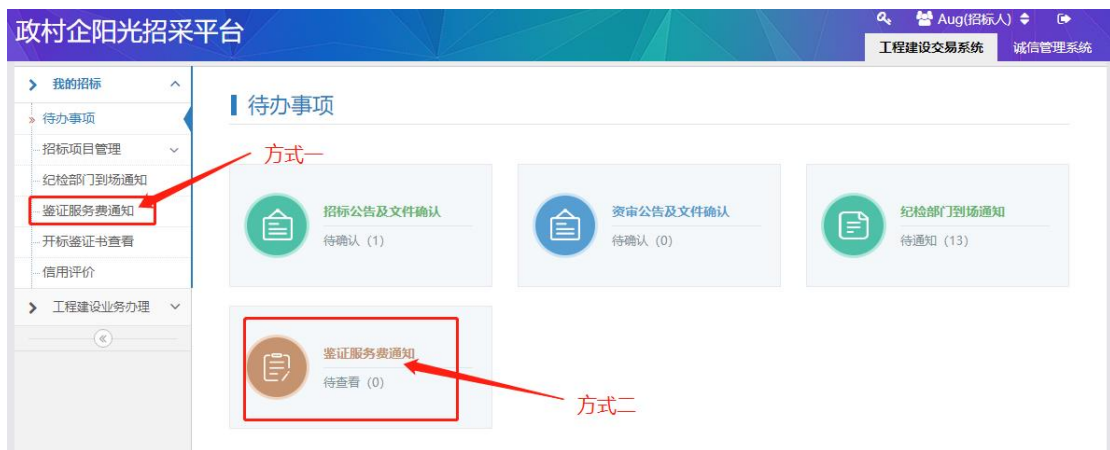 政村企阳光招采平台
Aug(招标人)
工程建设交易系统 诚信管理系统
我的招标
待办事项
招标项目管理
纪检部门到场通知
鉴证服务费通知
开标鉴证书查看
信用评价
工程建设业务办理
待办事项
方式一
招标公告及文件确认
待确认 (1)
资审公告及文件确认
待确认 (0)
纪检部门到场通知
待通知 (13)
鉴证服务费通知
待查看 (0)
方式二